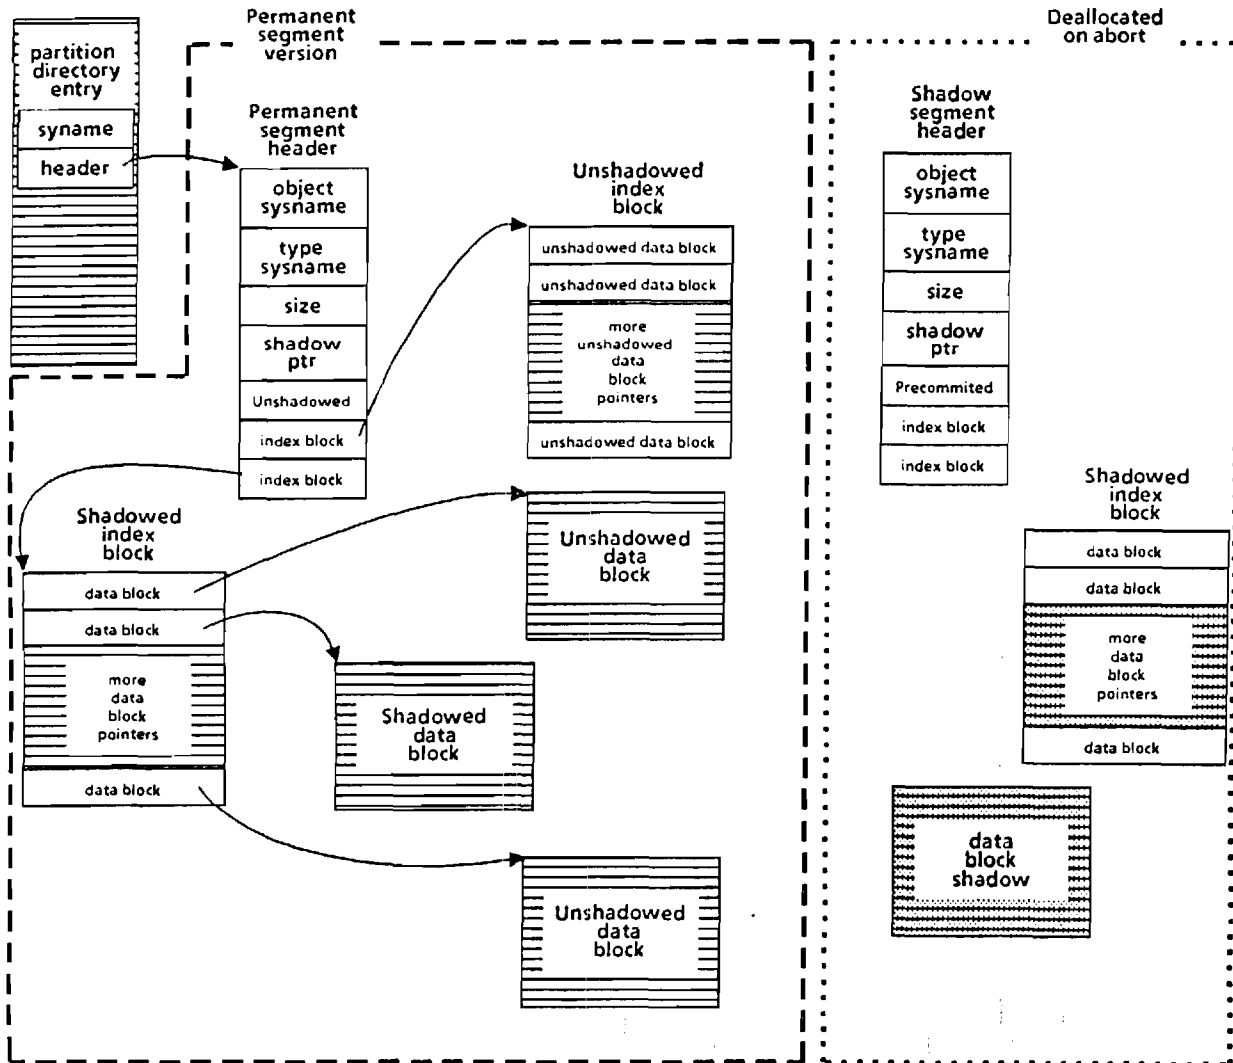 partition
directory
entry
syname
header
Permanent
segment
version
Permanent
segment
header
object
sysname
type
sysname
size
shadow
ptr
Unshadowed
index block
index block
Unshadowed
index
block
unshadowed data block
unshadowed data block
more
unshadowed
data
block
pointers
unshadowed data block
Shadowed
index
block
data block
data block
more
data
block
pointers
data block
Unshadowed
data
block
Shadowed
data
block
Unshadowed
data
block
Deallocated
on abort
Shadow
segment
header
object
sysname
type
sysname
size
shadow
ptr
Precommited
index block
index block
Shadowed
index
block
data block
data block
more
data
block
pointers
data block
data
block
shadow